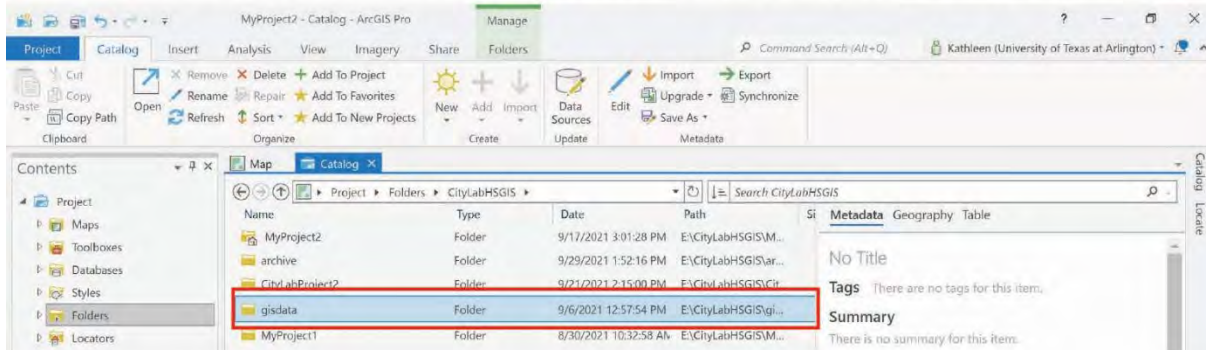 MyProject2 - Catalog - ArcGIS Pro
Manage
?
Project Catalog Insert Analysis View Imagery Share Folders
Command Search (Alt+Q)
Kathleen (University of Texas at Arlington)
Cut
Copy
Copy Path
Paste
Clipboard
Open
Remove Delete Add To Project
Rename Repair Add To Favorites
Refresh Sort Add To New Projects
Organize
New Add Import
Create
Data Sources
Update
Edit
Import Export
Upgrade Synchronize
Save As
Metadata
Contents
Project
Maps
Toolboxes
Databases
Styles
Folders
Locators
Map Catalog
Project Folders CityLabHSGIS
Search CityLabHSGIS
Name Type Date Path Si
MyProject2 Folder 9/17/2021 3:01:28 PM E:\CityLabHSGIS\M...
archive Folder 9/29/2021 1:52:16 PM E:\CityLabHSGIS\ar...
CityLabProject2 Folder 9/21/2021 2:15:00 PM E:\CityLabHSGIS\Cit...
gisdata Folder 9/6/2021 12:57:54 PM E:\CityLabHSGIS\gi...
MyProject1 Folder 8/30/2021 10:32:58 AM E:\CityLabHSGIS\M...
Metadata Geography Table
No Title
Tags There are no tags for this item.
Summary
There is no summary for this item.
Catalog
Locate